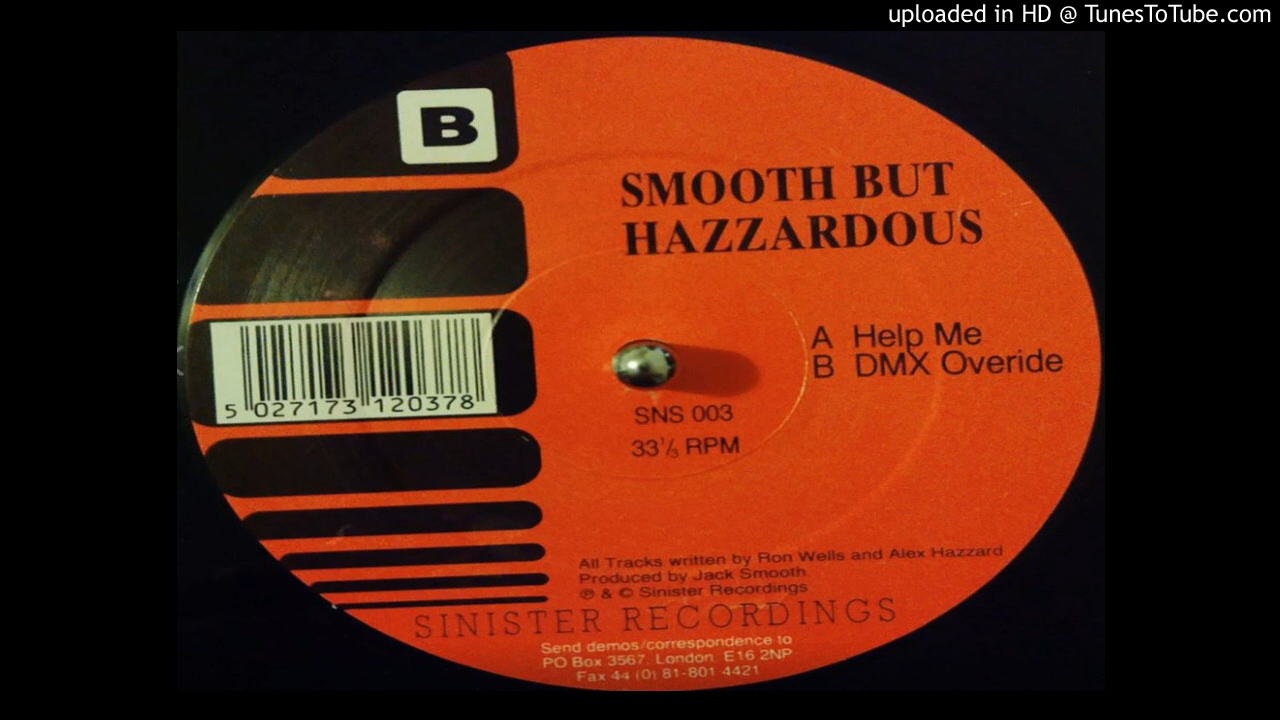 uploaded in HD @ TunesToTube.com
B
SMOOTH BUT
HAZZARDOUS
A Help Me
B DMX Overide
5 027173 120378
SNS 003
33⅓ RPM
All Tracks written by Ron Wells and Alex Hazzard
Produced by Jack Smooth.
℗ & © Sinister Recordings
SINISTER RECORDINGS
Send demos/correspondence to
PO Box 3567, London. E16 2NP
Fax 44 (0) 81-801 4421